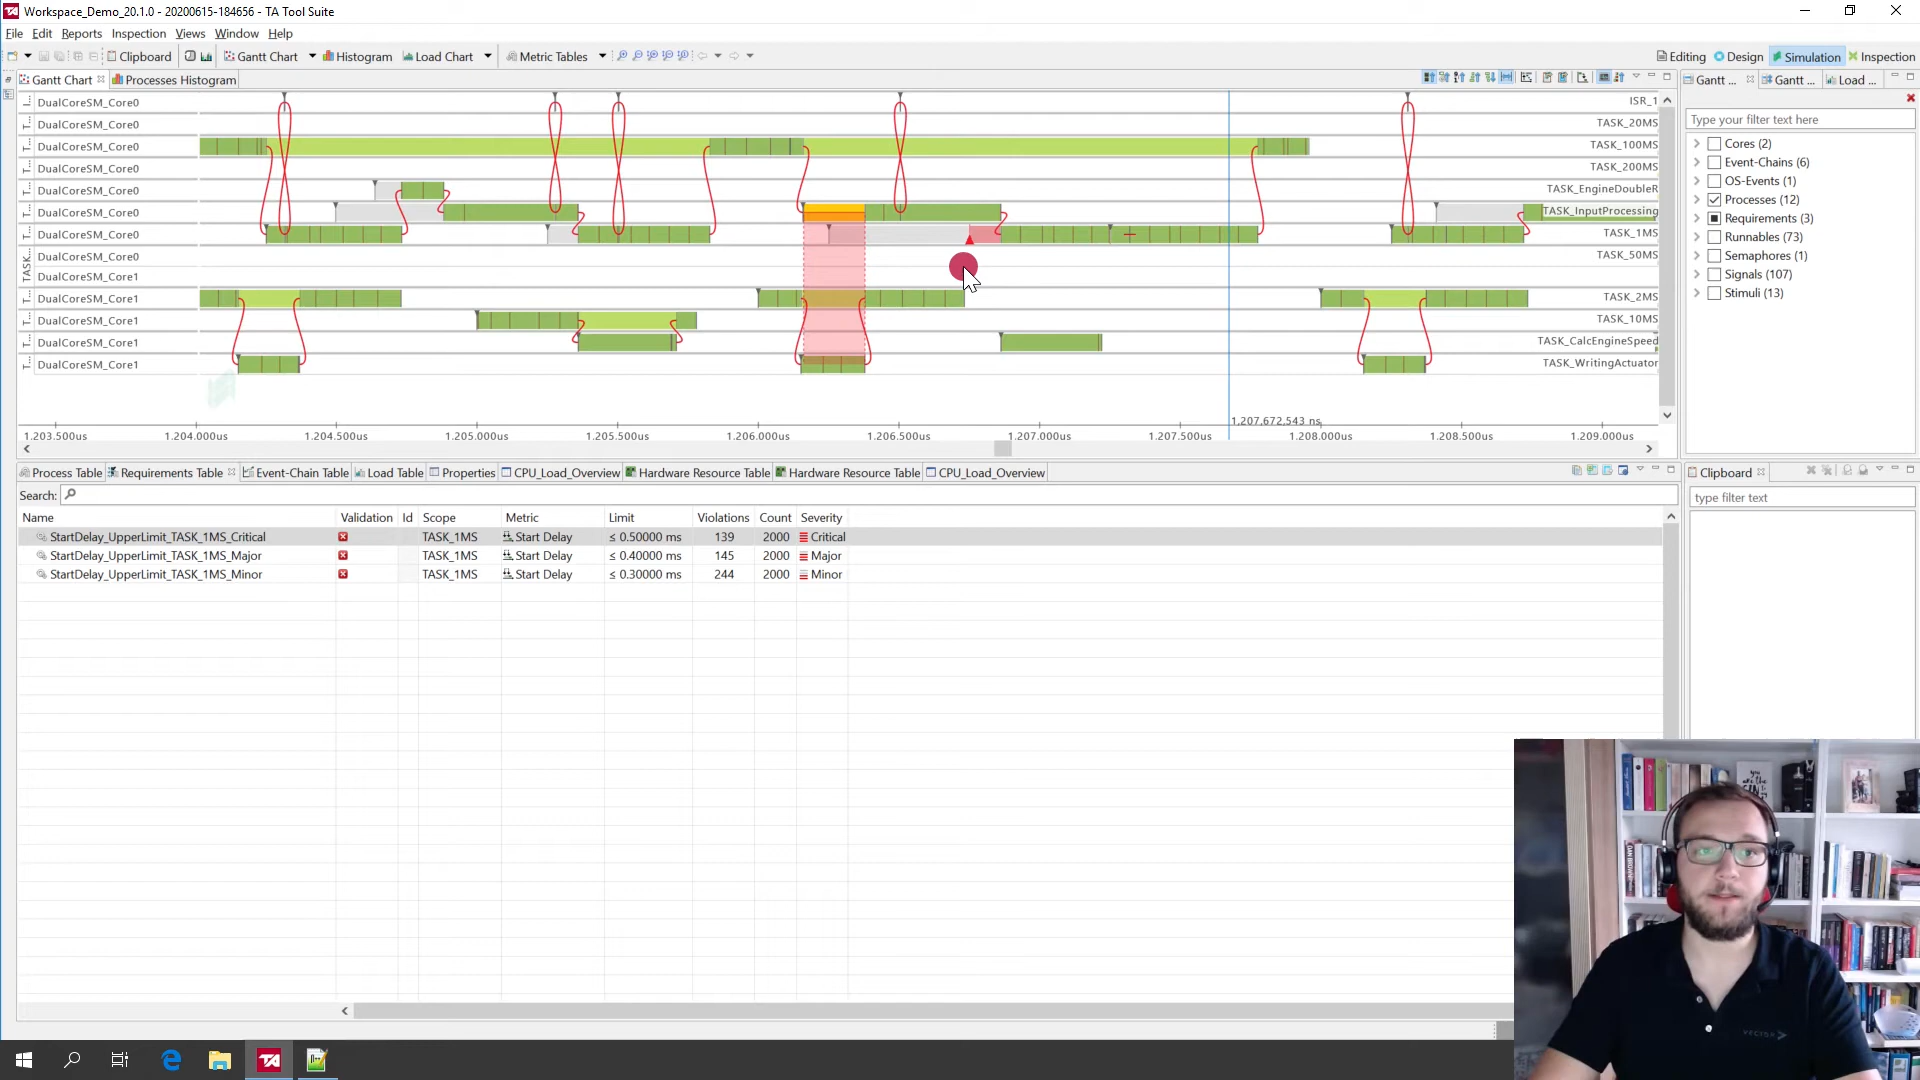 Workspace_Demo_20.1.0 - 20200615-184656 - TA Tool Suite
File Edit Reports Inspection Views Window Help
Clipboard Gantt Chart Histogram Load Chart Metric Tables Editing Design Simulation Inspection
Gantt Chart Processes Histogram Gantt ... Gantt ... Load ...
DualCoreSM_Core0 ISR_1
DualCoreSM_Core0 TASK_20MS
DualCoreSM_Core0 TASK_100MS
DualCoreSM_Core0 TASK_200MS
DualCoreSM_Core0 TASK_EngineDoubleR
DualCoreSM_Core0 TASK_InputProcessing
DualCoreSM_Core0 TASK_1MS
DualCoreSM_Core0 TASK_50MS
DualCoreSM_Core1
DualCoreSM_Core1 TASK_2MS
DualCoreSM_Core1 TASK_10MS
DualCoreSM_Core1 TASK_CalcEngineSpeed
DualCoreSM_Core1 TASK_WritingActuator
TASK...
1,207,672,543 ns
1.203.500us 1.204.000us 1.204.500us 1.205.000us 1.205.500us 1.206.000us 1.206.500us 1.207.000us 1.207.500us 1.208.000us 1.208.500us 1.209.000us
Type your filter text here
Cores (2)
Event-Chains (6)
OS-Events (1)
Processes (12)
Requirements (3)
Runnables (73)
Semaphores (1)
Signals (107)
Stimuli (13)
Process Table Requirements Table Event-Chain Table Load Table Properties CPU_Load_Overview Hardware Resource Table Hardware Resource Table CPU_Load_Overview
Clipboard
type filter text
Search:
Name Validation Id Scope Metric Limit Violations Count Severity
StartDelay_UpperLimit_TASK_1MS_Critical TASK_1MS Start Delay ≤ 0.50000 ms 139 2000 Critical
StartDelay_UpperLimit_TASK_1MS_Major TASK_1MS Start Delay ≤ 0.40000 ms 145 2000 Major
StartDelay_UpperLimit_TASK_1MS_Minor TASK_1MS Start Delay ≤ 0.30000 ms 244 2000 Minor
VECTOR
TA